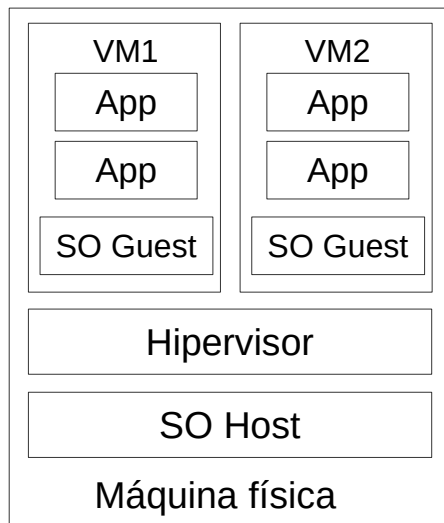 VM1
App
App
SO Guest
VM2
App
App
SO Guest
Hipervisor
SO Host
Máquina física